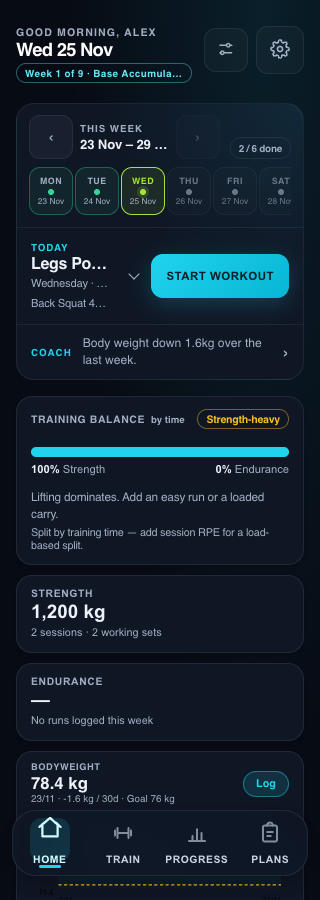 GOOD MORNING, ALEX
Wed 25 Nov
Week 1 of 9 · Base Accumula...
THIS WEEK
23 Nov – 29 ...
2 / 6 done
MON TUE WED THU FRI SAT
23 Nov 24 Nov 25 Nov 26 Nov 27 Nov 28 Nov
TODAY
Legs Po...
Wednesday · ...
Back Squat 4...
START WORKOUT
COACH
Body weight down 1.6kg over the
last week.
TRAINING BALANCE by time
Strength-heavy
100% Strength
0% Endurance
Lifting dominates. Add an easy run or a loaded
carry.
Split by training time — add session RPE for a load-
based split.
STRENGTH
1,200 kg
2 sessions · 2 working sets
ENDURANCE
—
No runs logged this week
BODYWEIGHT
78.4 kg
23/11 · -1.6 kg / 30d · Goal 76 kg
Log
HOME TRAIN PROGRESS PLANS